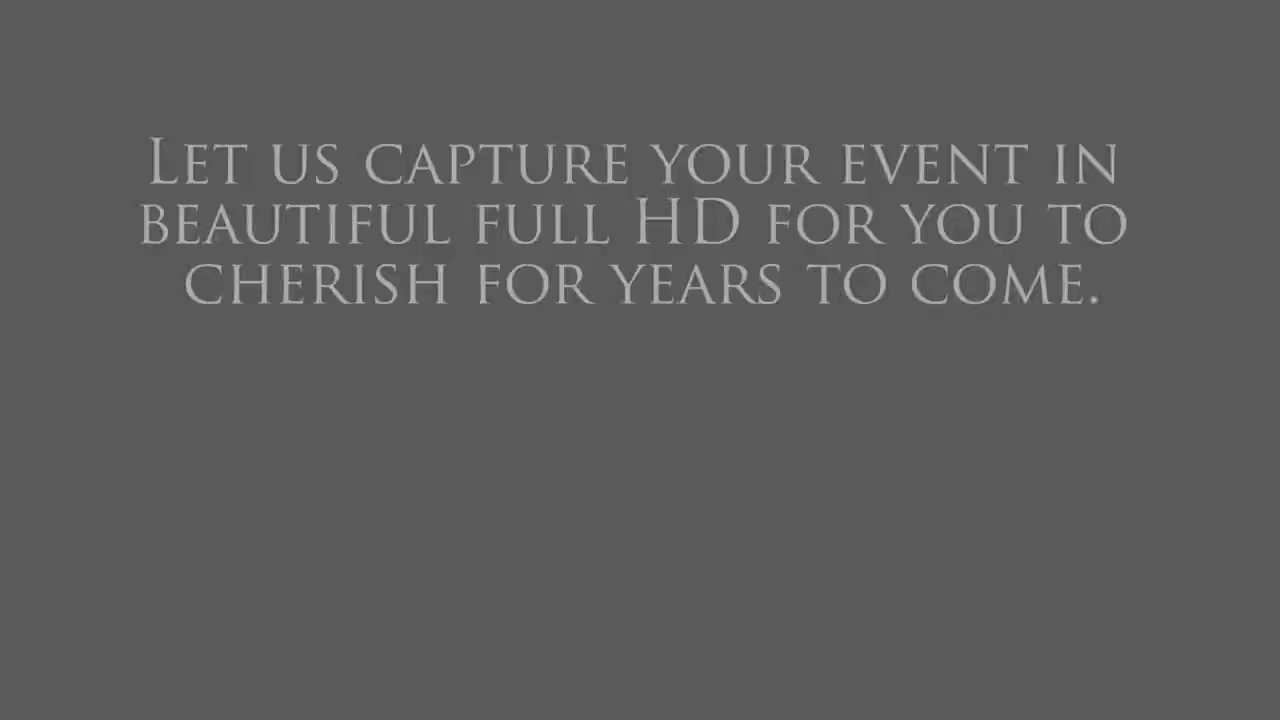 Let us capture your event in
beautiful full HD for you to
cherish for years to come.